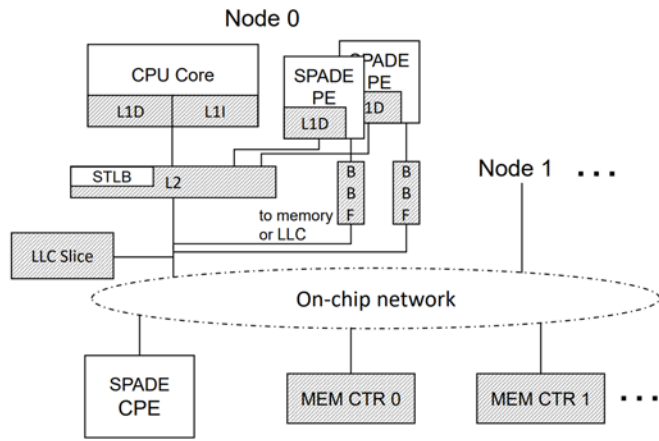 Node 0
CPU Core
L1D
L1I
SPADE
PE
L1D
SPADE
PE
1D
STLB
L2
B
B
F
B
B
F
to memory
or LLC
Node 1 ...
LLC Slice
On-chip network
SPADE
CPE
MEM CTR 0
MEM CTR 1
...